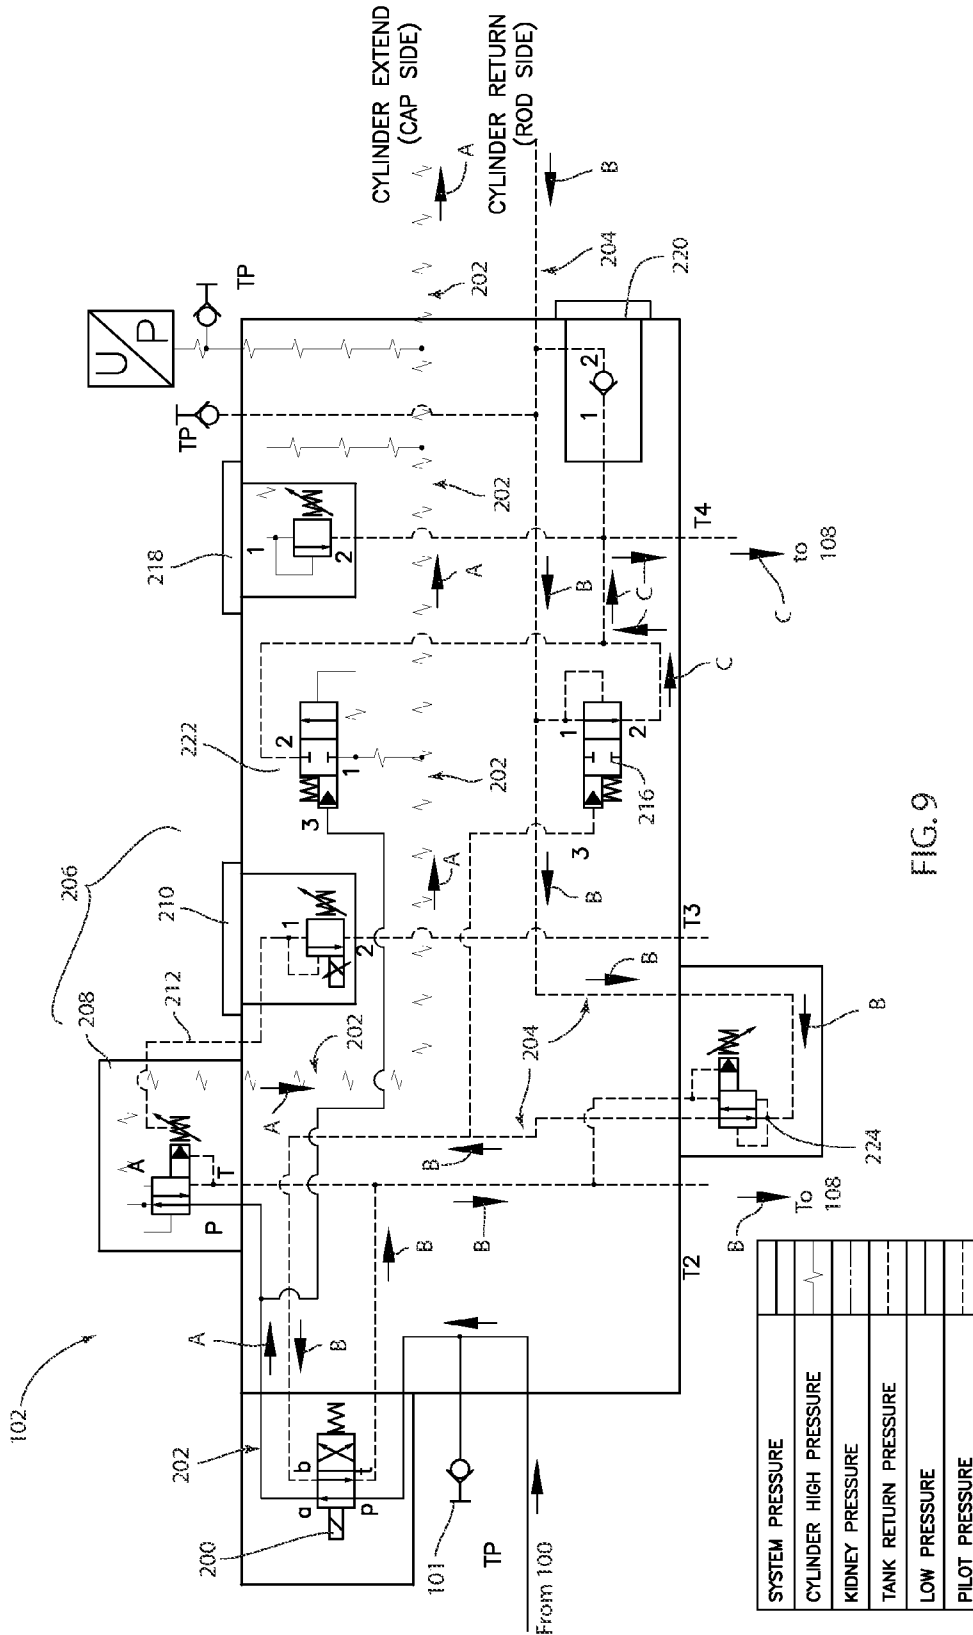 CYLINDER EXTEND
(CAP SIDE)
CYLINDER RETURN
(ROD SIDE)
A
B
204
220
202
TP
TP
U/P
218
1
2
202
2
1
T4
C
to
108
A
B
C
C
222
2
1
3
202
1
2
3
216
206
210
1
2
A
B
T3
B
208
212
202
204
B
224
A
A
T
P
B
B
B
To
108
B
T2
102
A
B
202
200
a
b
p
t
101
TP
From 100
FIG. 9
SYSTEM PRESSURE
CYLINDER HIGH PRESSURE
KIDNEY PRESSURE
TANK RETURN PRESSURE
LOW PRESSURE
PILOT PRESSURE